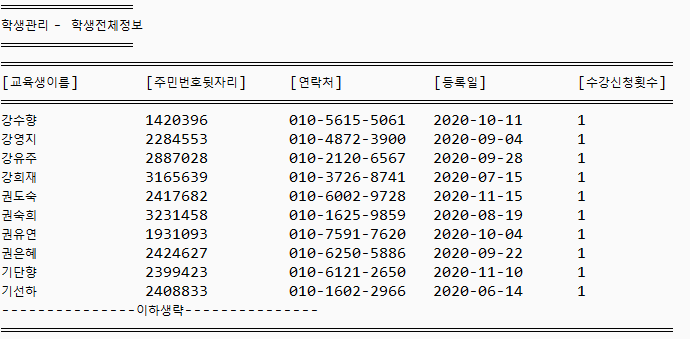 학생관리 - 학생전체정보
[교육생이름] [주민번호뒷자리] [연락처] [등록일] [수강신청횟수]
강수향 1420396 010-5615-5061 2020-10-11 1
강영지 2284553 010-4872-3900 2020-09-04 1
강유주 2887028 010-2120-6567 2020-09-28 1
강희재 3165639 010-3726-8741 2020-07-15 1
권도숙 2417682 010-6002-9728 2020-11-15 1
권숙희 3231458 010-1625-9859 2020-08-19 1
권유연 1931093 010-7591-7620 2020-10-04 1
권은혜 2424627 010-6250-5886 2020-09-22 1
기단향 2399423 010-6121-2650 2020-11-10 1
기선하 2408833 010-1602-2966 2020-06-14 1
---------------이하생략---------------